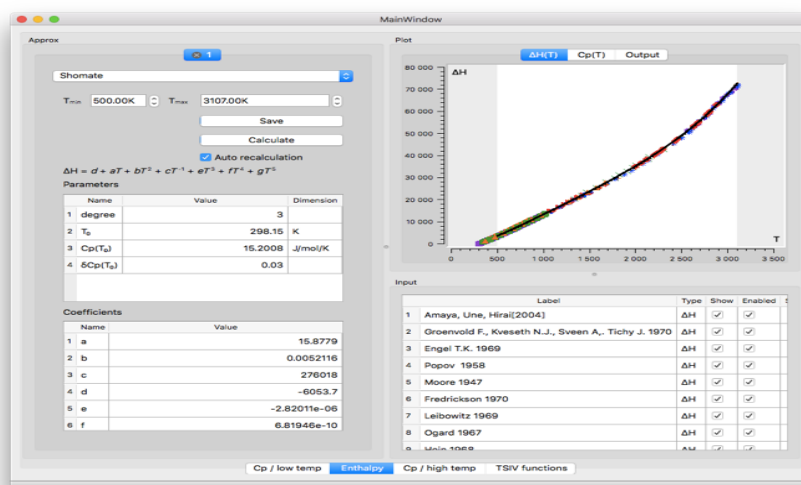 MainWindow
Approx
1
Shomate
Tmin 500.00K Tmax 3107.00K
Save
Calculate
Auto recalculation
ΔH = d + aT + bT² + cT⁻¹ + eT³ + fT⁴ + gT⁵
Parameters
Name Value Dimension
1 degree 3
2 T₀ 298.15 K
3 Cp(T₀) 15.2008 J/mol/K
4 δCp(T₀) 0.03
Coefficients
Name Value
1 a 15.8779
2 b 0.0052116
3 c 276018
4 d -6053.7
5 e -2.82011e-06
6 f 6.81946e-10
Plot
ΔH(T) Cp(T) Output
80 000
ΔH
70 000
60 000
50 000
40 000
30 000
20 000
10 000
0
T
0 500 1 000 1 500 2 000 2 500 3 000 3 500
Input
Label Type Show Enabled
1 Amaya, Une, Hirai[2004] ΔH
2 Groenvold F., Kveseth N.J., Sveen A,. Tichy J. 1970 ΔH
3 Engel T.K. 1969 ΔH
4 Popov 1958 ΔH
5 Moore 1947 ΔH
6 Fredrickson 1970 ΔH
7 Leibowitz 1969 ΔH
8 Ogard 1967 ΔH
9 Hein 1968 ΔH
Cp / low temp Enthalpy Cp / high temp TSIV functions